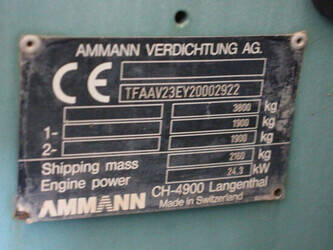 AMMANN VERDICHTUNG AG.
CE
TFAAV23EY20002922
3800 kg
1- 1900 kg
2- 1900 kg
Shipping mass 2160 kg
Engine power 24.3 kW
AMMANN CH-4900 Langenthal
Made in Switzerland